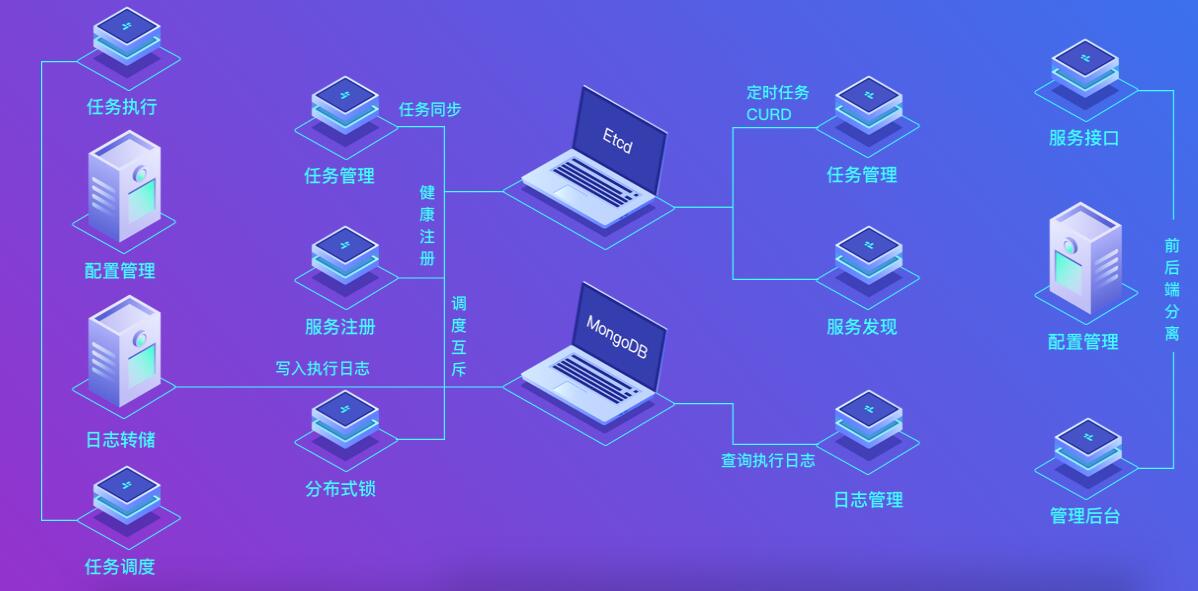 任务执行
配置管理
日志转储
任务调度
任务管理
任务同步
健康注册
服务注册
调度互斥
写入执行日志
分布式锁
Etcd
MongoDB
定时任务
CURD
任务管理
服务发现
查询执行日志
日志管理
服务接口
配置管理
前后端分离
管理后台